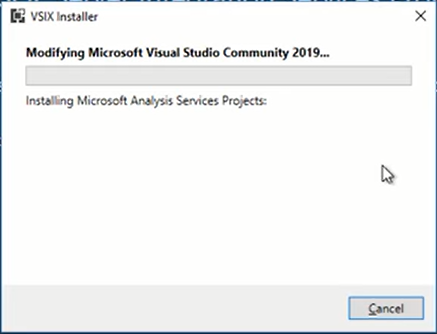 VSIX Installer
Modifying Microsoft Visual Studio Community 2019...
Installing Microsoft Analysis Services Projects:
Cancel